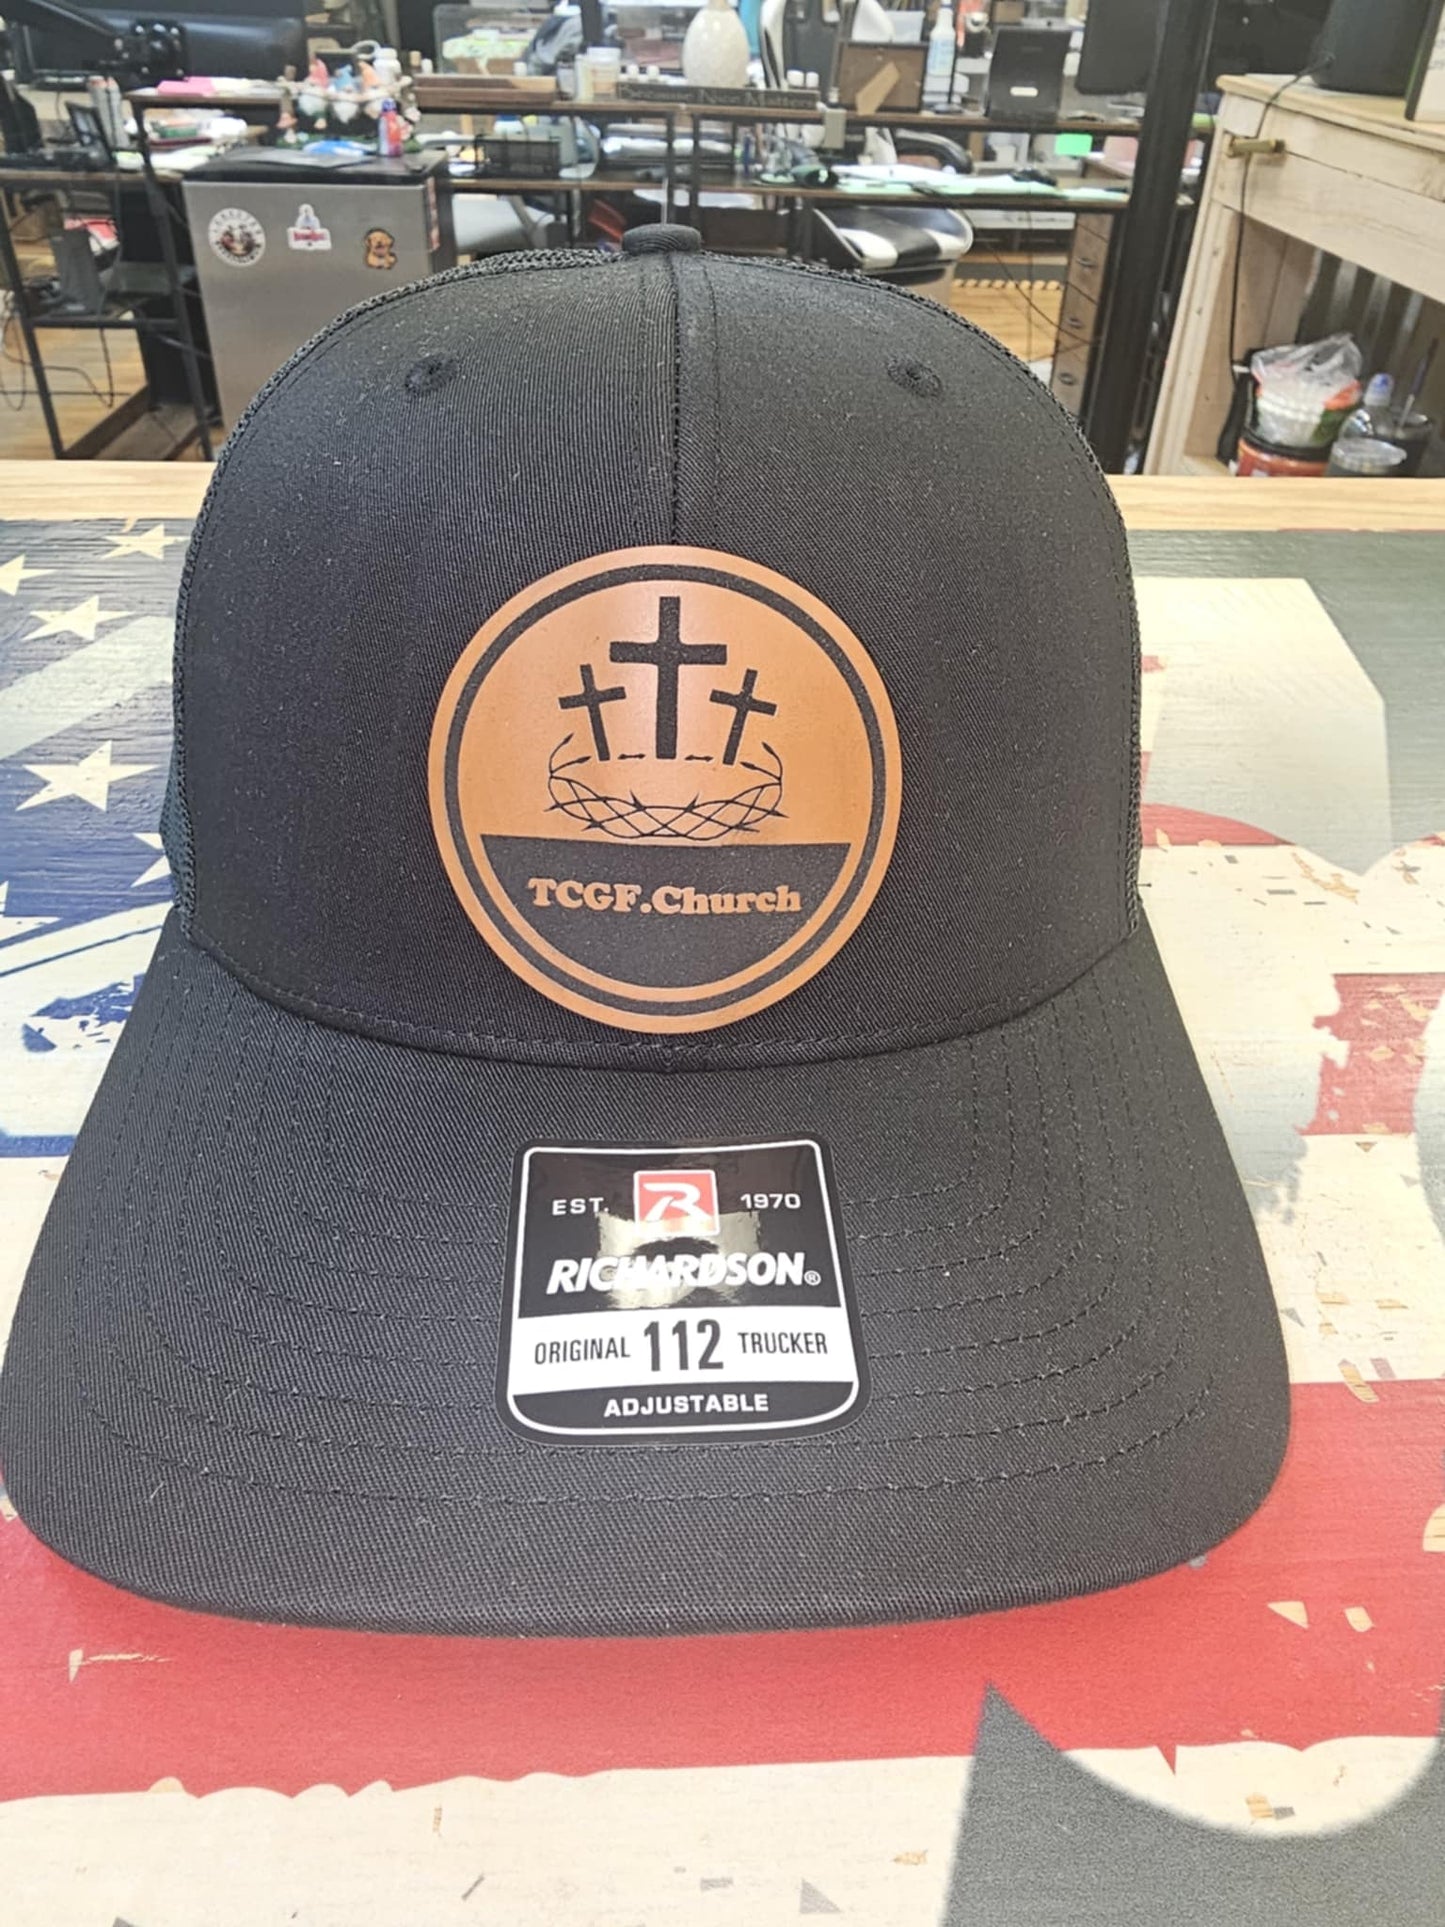 TCGF.Church
EST. R 1970
RICHARDSON®
ORIGINAL 112 TRUCKER
ADJUSTABLE